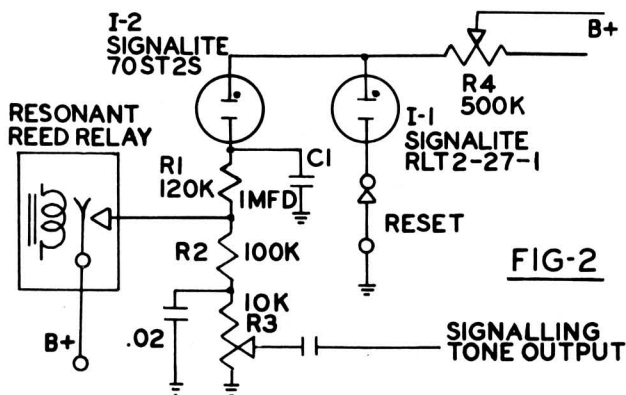 I-2
SIGNALITE
70ST2S
B+
R4
500K
RESONANT
REED RELAY
I-1
SIGNALITE
RLT2-27-1
R1
120K
C1
1MFD
RESET
R2
100K
FIG-2
10K
R3
.02
B+
SIGNALLING
TONE OUTPUT